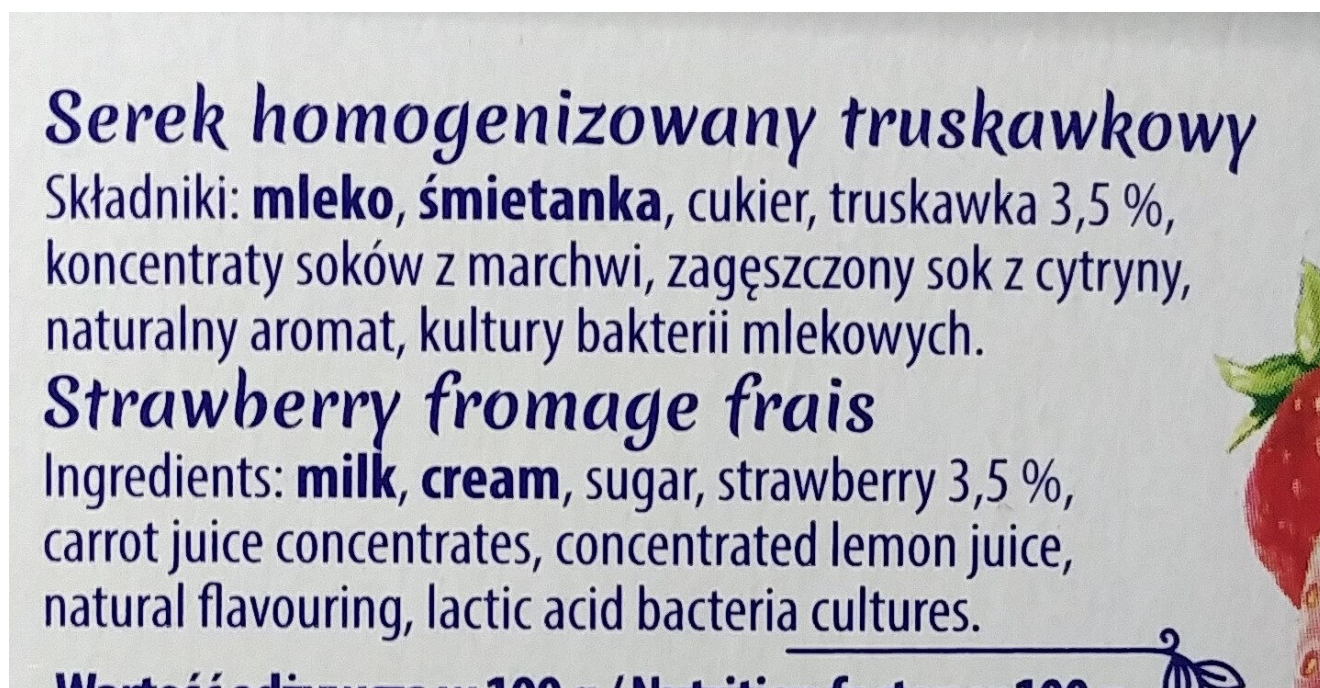 Serek homogenizowany truskawkowy
Składniki: mleko, śmietanka, cukier, truskawka 3,5 %,
koncentraty soków z marchwi, zagęszczony sok z cytryny,
naturalny aromat, kultury bakterii mlekowych.
Strawberry fromage frais
Ingredients: milk, cream, sugar, strawberry 3,5 %,
carrot juice concentrates, concentrated lemon juice,
natural flavouring, lactic acid bacteria cultures.